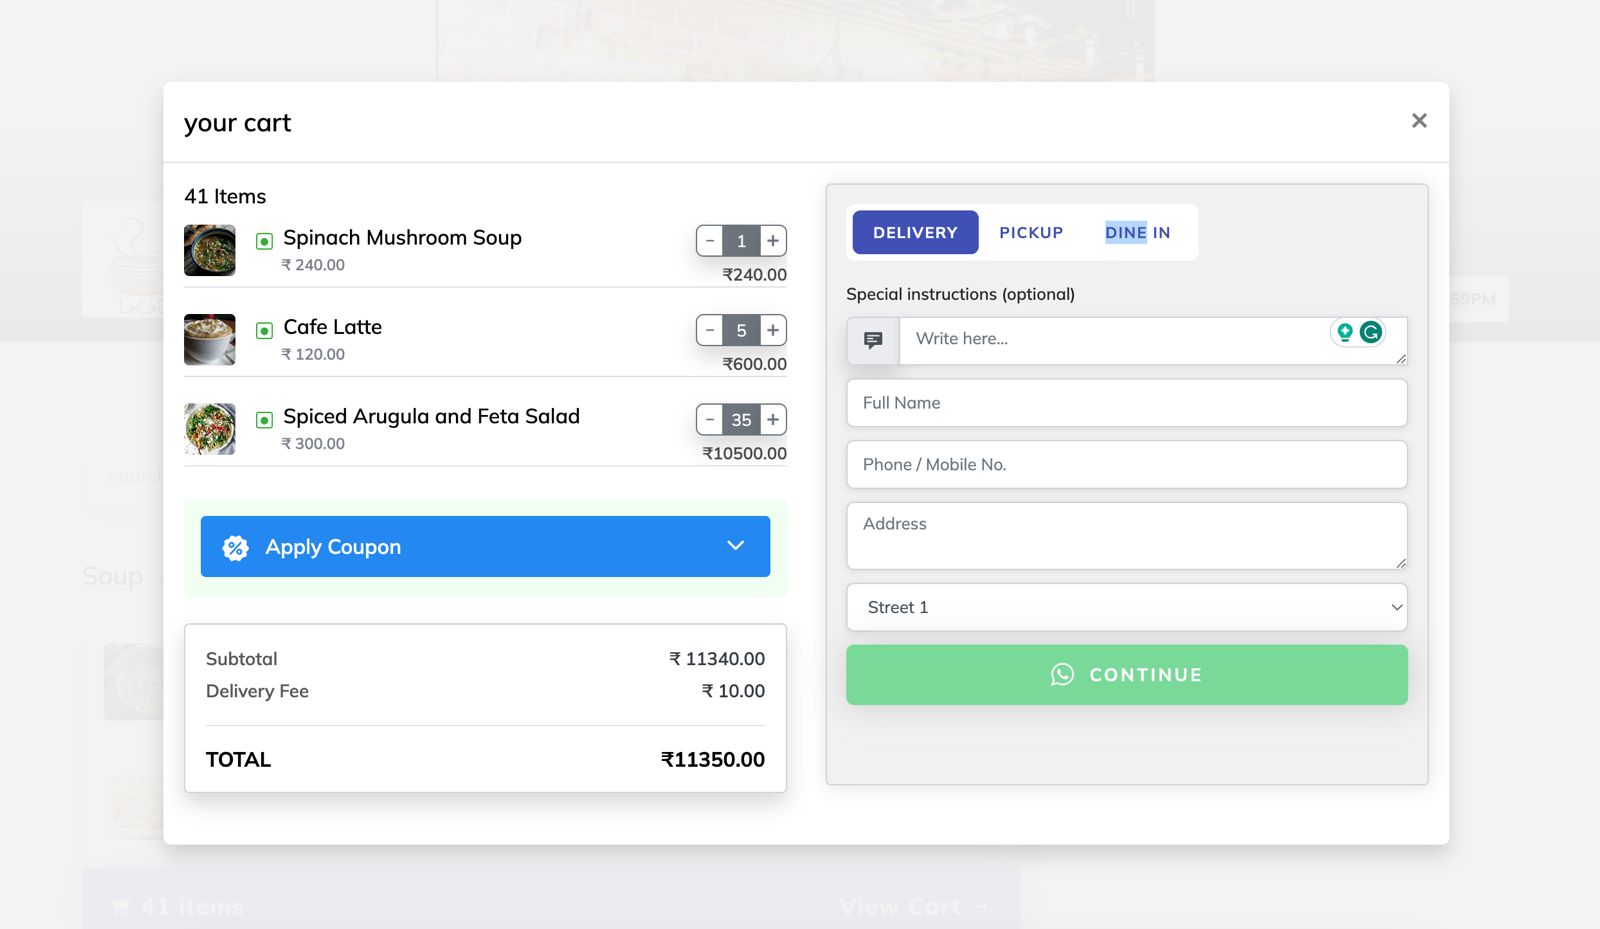 your cart
×
41 Items
Spinach Mushroom Soup
₹ 240.00
- 1 +
₹240.00
Cafe Latte
₹ 120.00
- 5 +
₹600.00
Spiced Arugula and Feta Salad
₹ 300.00
- 35 +
₹10500.00
Apply Coupon
Subtotal ₹ 11340.00
Delivery Fee ₹ 10.00
TOTAL ₹11350.00
DELIVERY PICKUP DINE IN
Special instructions (optional)
Write here...
Full Name
Phone / Mobile No.
Address
Street 1
CONTINUE
59PM
search
Soup
41 items View Cart →